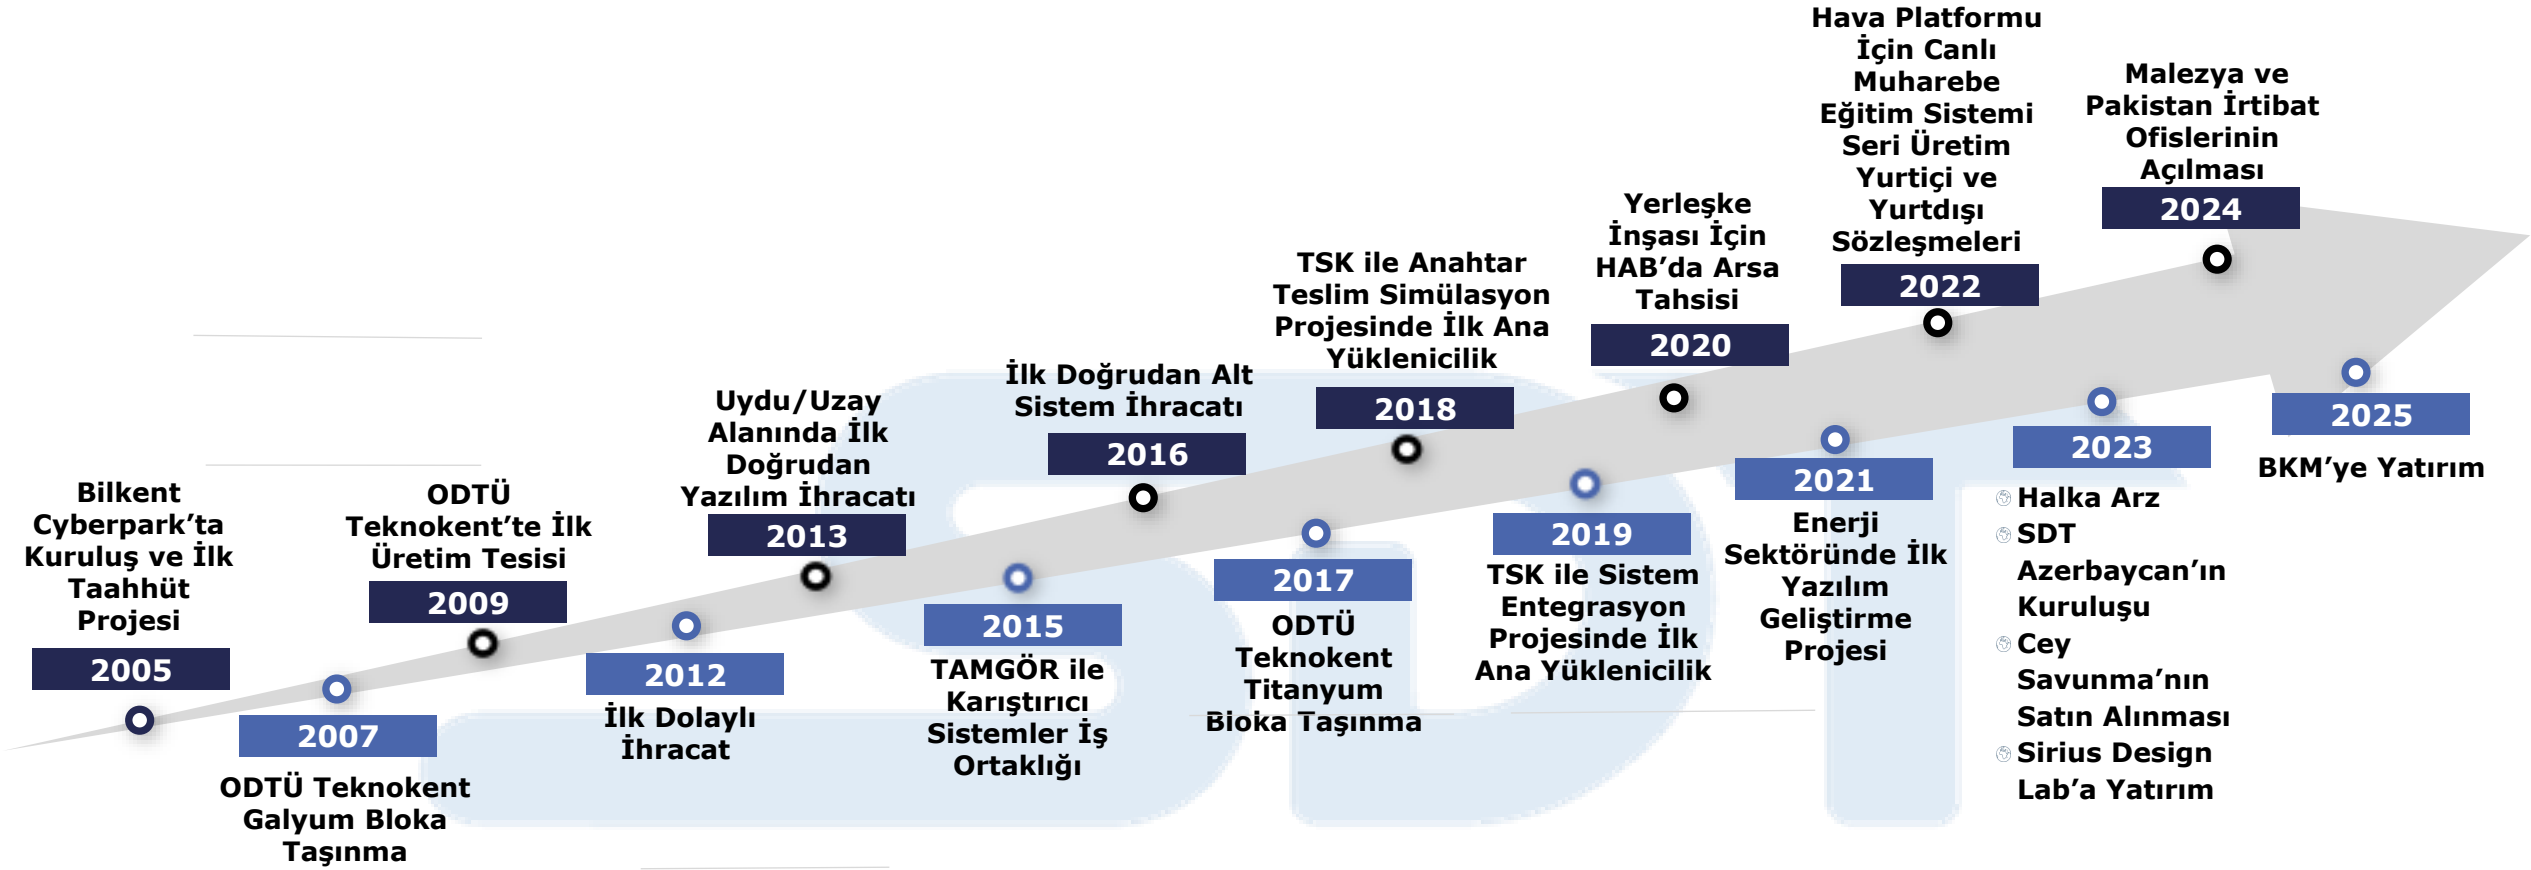 Bilkent
Cyberpark’ta
Kuruluş ve İlk
Taahhüt
Projesi
2005
2007
ODTÜ Teknokent
Galyum Bloka
Taşınma
ODTÜ
Teknokent’te İlk
Üretim Tesisi
2009
2012
İlk Dolaylı
İhracat
Uydu/Uzay
Alanında İlk
Doğrudan
Yazılım İhracatı
2013
2015
TAMGÖR ile
Karıştırıcı
Sistemler İş
Ortaklığı
İlk Doğrudan Alt
Sistem İhracatı
2016
2017
ODTÜ
Teknokent
Titanyum
Bloka Taşınma
TSK ile Anahtar
Teslim Simülasyon
Projesinde İlk Ana
Yüklenicilik
2018
2019
TSK ile Sistem
Entegrasyon
Projesinde İlk
Ana Yüklenicilik
Yerleşke
İnşası İçin
HAB’da Arsa
Tahsisi
2020
2021
Enerji
Sektöründe İlk
Yazılım
Geliştirme
Projesi
Hava Platformu
İçin Canlı
Muharebe
Eğitim Sistemi
Seri Üretim
Yurtiçi ve
Yurtdışı
Sözleşmeleri
2022
2023
Halka Arz
SDT
Azerbaycan’ın
Kuruluşu
Cey
Savunma’nın
Satın Alınması
Sirius Design
Lab’a Yatırım
Malezya ve
Pakistan İrtibat
Ofislerinin
Açılması
2024
2025
BKM’ye Yatırım
SDT